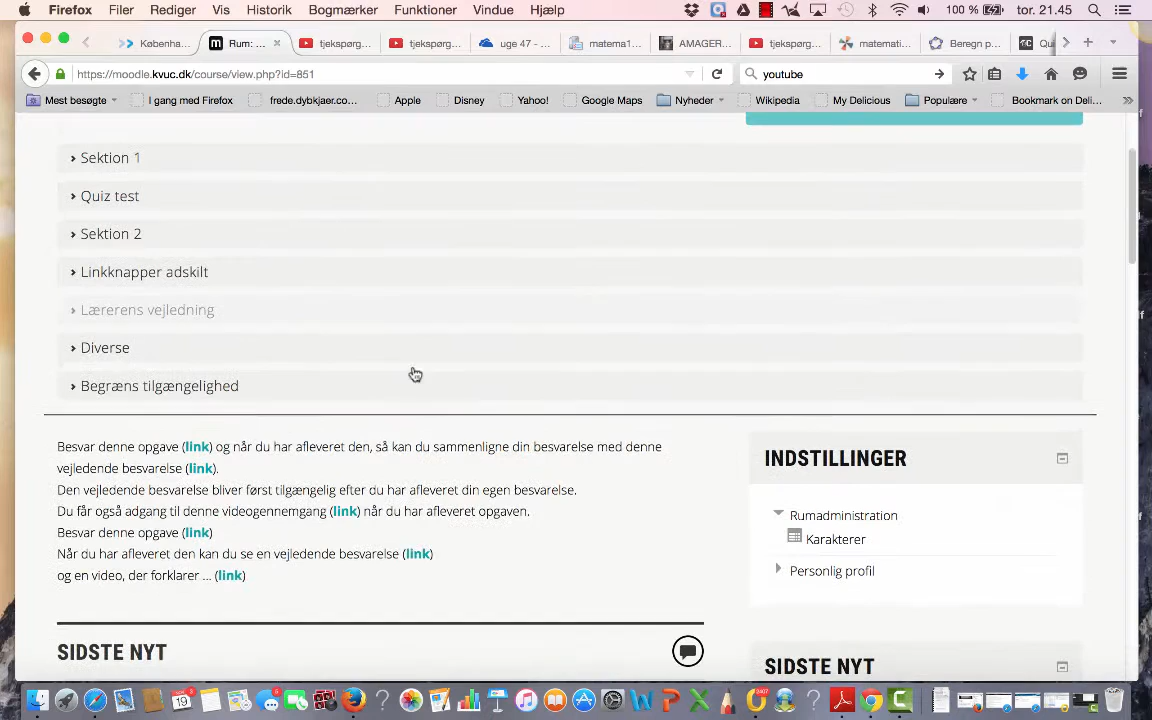 Firefox Filer Rediger Vis Historik Bogmærker Funktioner Vindue Hjælp 100 % tor. 21.45
Københa... Rum: ... tjekspørg... tjekspørg... uge 47 - ... matema1... AMAGER... tjekspørg... matemati... Beregn p... Qui
https://moodle.kvuc.dk/course/view.php?id=851 youtube
Mest besøgte I gang med Firefox frede.dybkjaer.co... Apple Disney Yahoo! Google Maps Nyheder Wikipedia My Delicious Populære Bookmark on Deli...
Sektion 1
Quiz test
Sektion 2
Linkknapper adskilt
Lærerens vejledning
Diverse
Begræns tilgængelighed
Besvar denne opgave (link) og når du har afleveret den, så kan du sammenligne din besvarelse med denne
vejledende besvarelse (link).
Den vejledende besvarelse bliver først tilgængelig efter du har afleveret din egen besvarelse.
Du får også adgang til denne videogennemgang (link) når du har afleveret opgaven.
Besvar denne opgave (link)
Når du har afleveret den kan du se en vejledende besvarelse (link)
og en video, der forklarer ... (link)
INDSTILLINGER
Rumadministration
Karakterer
Personlig profil
SIDSTE NYT
SIDSTE NYT